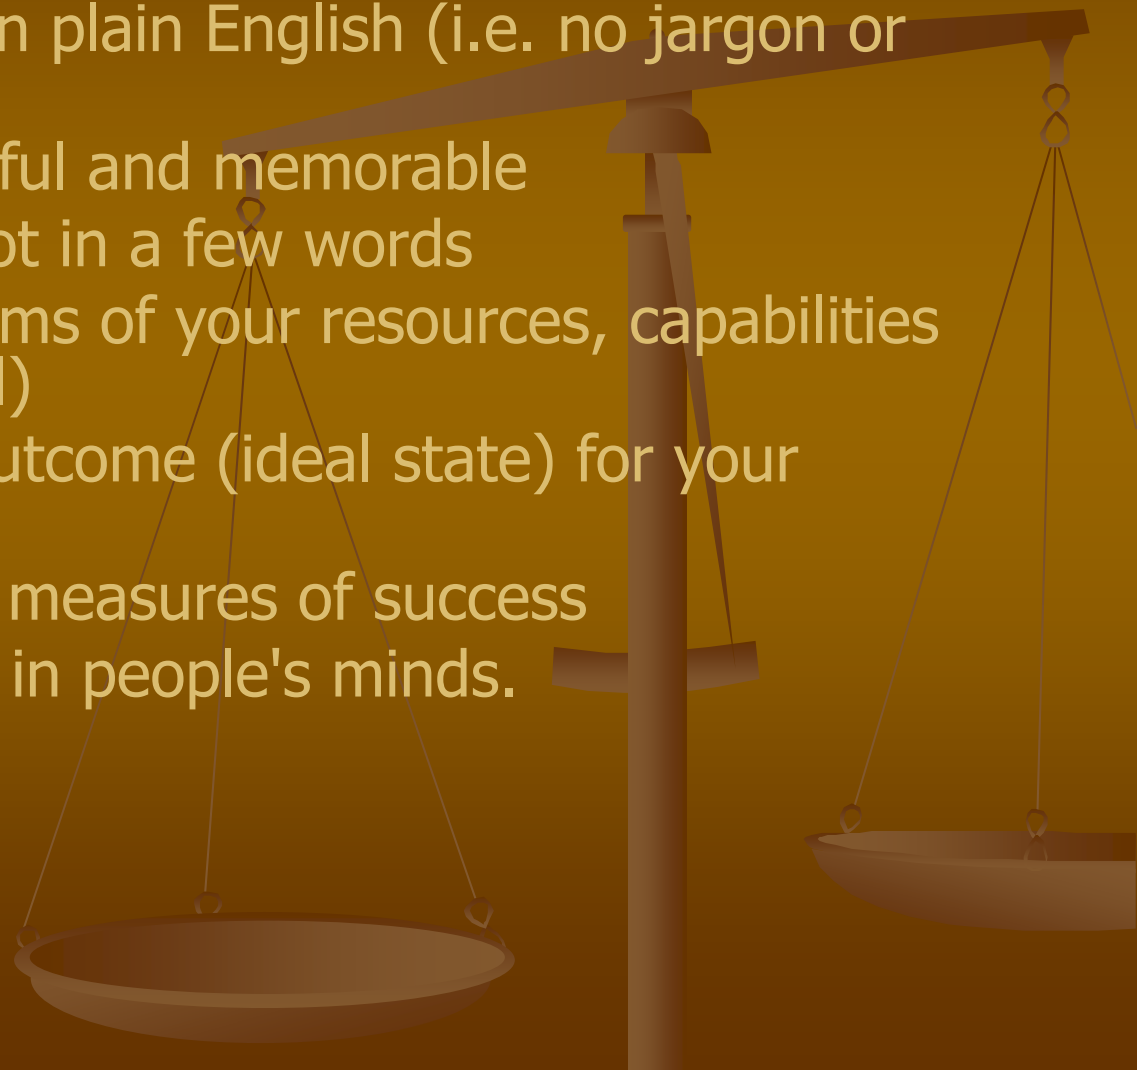 n plain English (i.e. no jargon or
ful and memorable
ot in a few words
ms of your resources, capabilities
l)
utcome (ideal state) for your
measures of success
in people's minds.